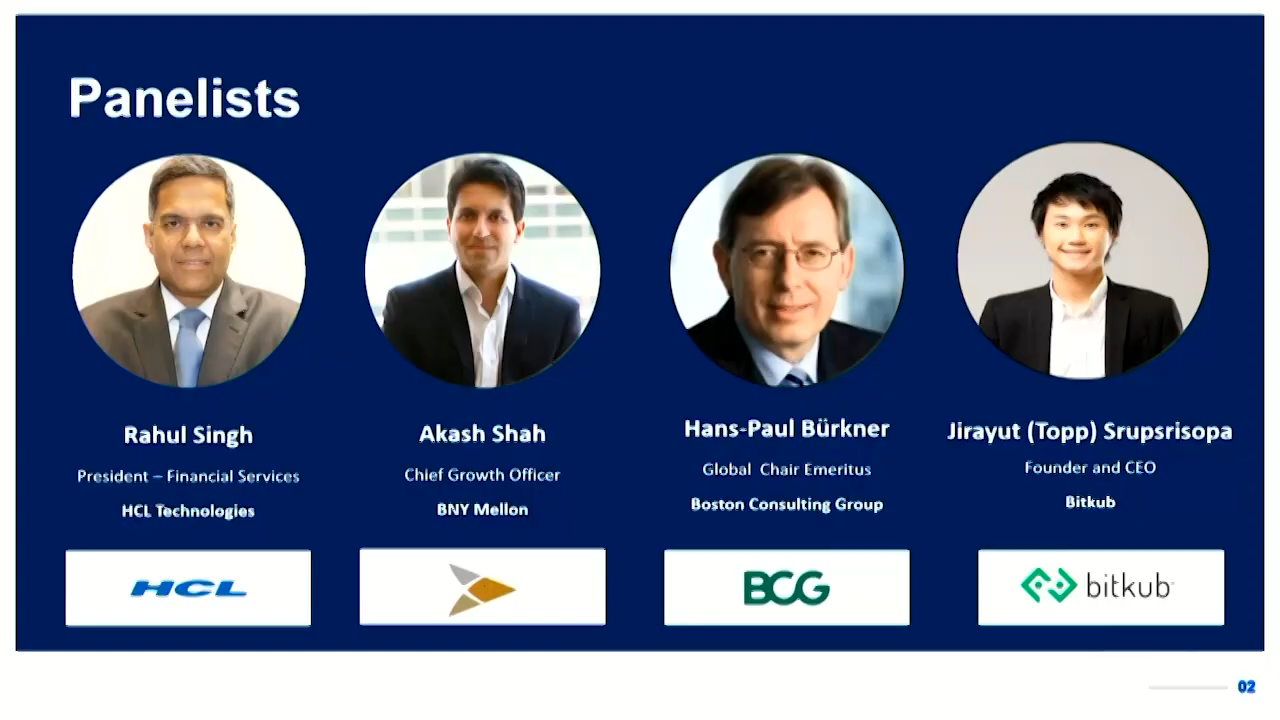 Panelists
Rahul Singh
President – Financial Services
HCL Technologies
HCL
Akash Shah
Chief Growth Officer
BNY Mellon
Hans-Paul Bürkner
Global Chair Emeritus
Boston Consulting Group
BCG
Jirayut (Topp) Srupsrisopa
Founder and CEO
Bitkub
bitkub
02